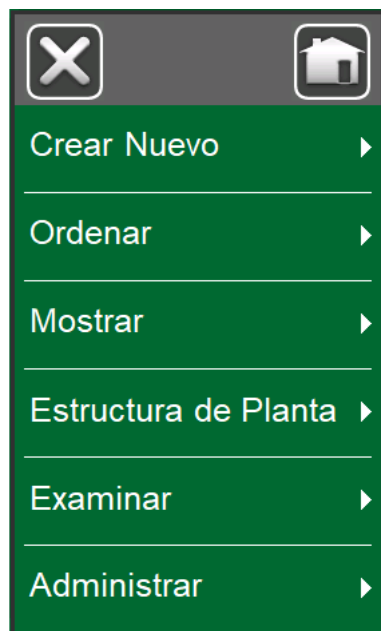 Crear Nuevo
Ordenar
Mostrar
Estructura de Planta
Examinar
Administrar